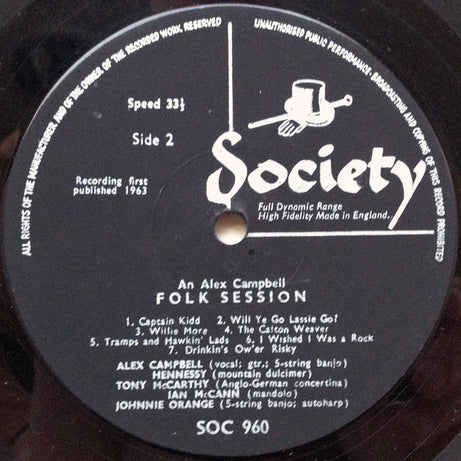 ALL RIGHTS OF THE MANUFACTURER AND OF THE OWNER OF THE RECORDED WORK RESERVED
UNAUTHORISED PUBLIC PERFORMANCE, BROADCASTING AND COPYING OF THIS RECORD PROHIBITED
Speed 33⅓
Side 2
Recording first
published 1963
Society
Full Dynamic Range
High Fidelity Made in England.
An Alex Campbell
FOLK SESSION
1. Captain Kidd 2. Will Ye Go Lassie Go?
3. Willie More 4. The Calton Weaver
5. Tramps and Hawkin' Lads 6. I Wished I Was a Rock
7. Drinkin's Ow'er Risky
ALEX CAMPBELL (vocal; gtr.; 5-string banjo)
HENNESSY (mountain dulcimer)
TONY McCARTHY (Anglo-German concertina)
IAN McCANN (mandolo)
JOHNNIE ORANGE (5-string banjo; autoharp)
SOC 960